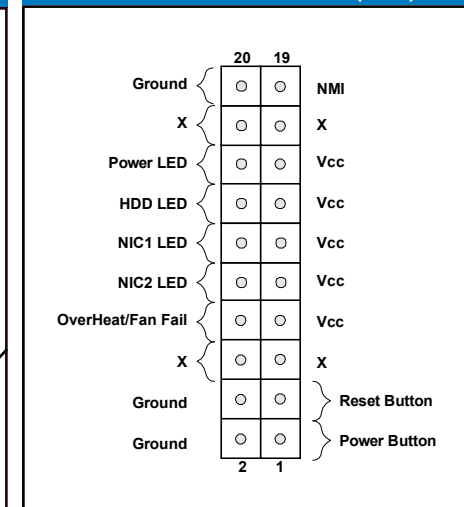 20 19
Ground NMI
X X
Power LED Vcc
HDD LED Vcc
NIC1 LED Vcc
NIC2 LED Vcc
OverHeat/Fan Fail Vcc
X X
Ground Reset Button
Ground Power Button
2 1